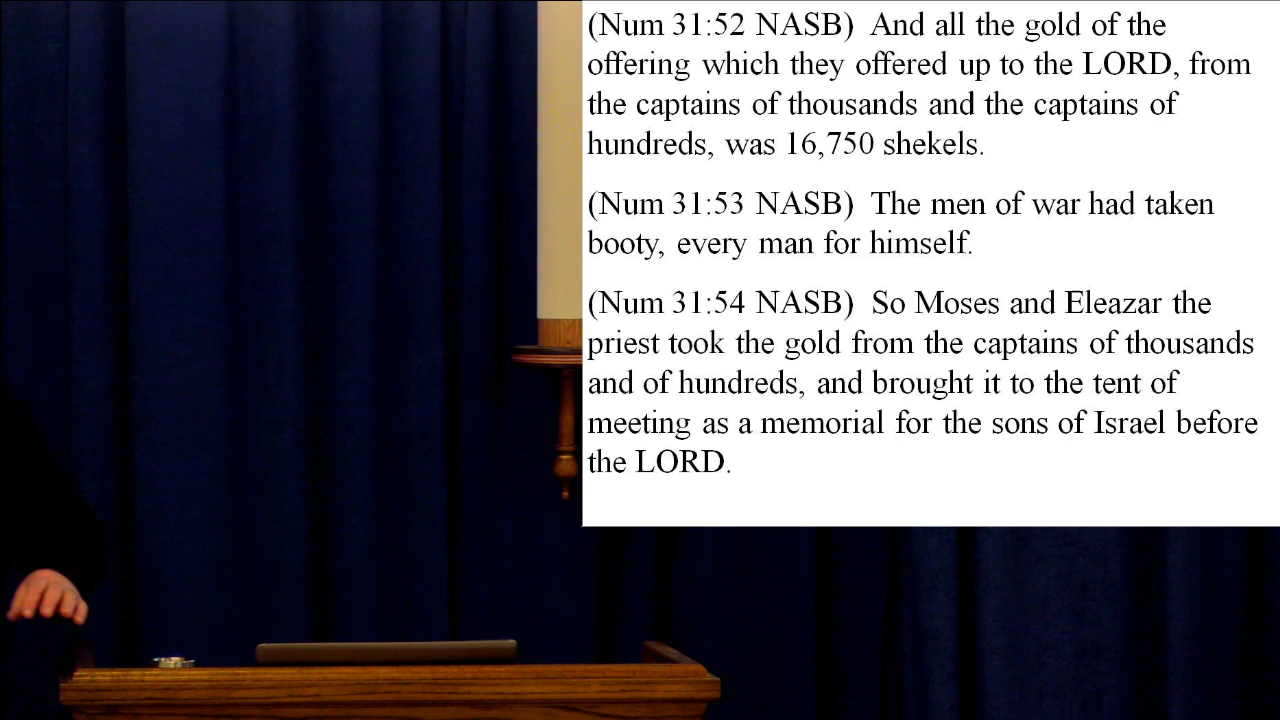 (Num 31:52 NASB)  And all the gold of the
offering which they offered up to the LORD, from
the captains of thousands and the captains of
hundreds, was 16,750 shekels.
(Num 31:53 NASB)  The men of war had taken
booty, every man for himself.
(Num 31:54 NASB)  So Moses and Eleazar the
priest took the gold from the captains of thousands
and of hundreds, and brought it to the tent of
meeting as a memorial for the sons of Israel before
the LORD.